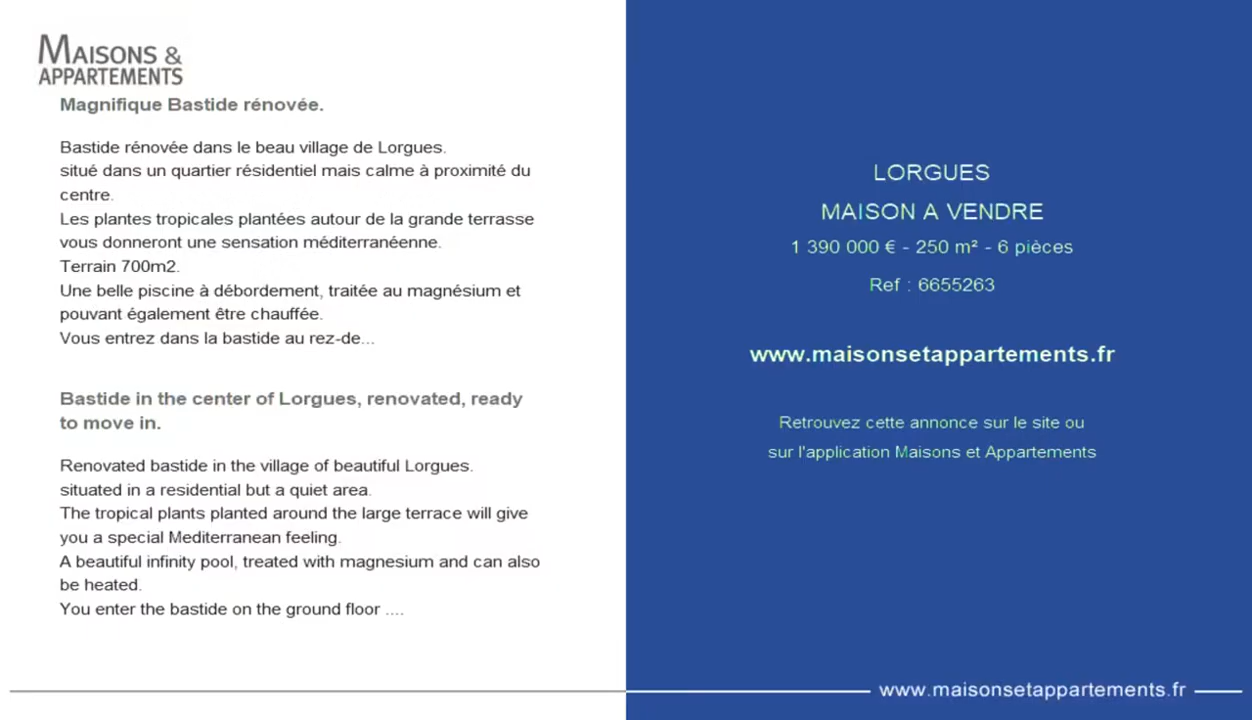 MAISONS &
APPARTEMENTS
Magnifique Bastide rénovée.
Bastide rénovée dans le beau village de Lorgues.
situé dans un quartier résidentiel mais calme à proximité du
centre.
Les plantes tropicales plantées autour de la grande terrasse
vous donneront une sensation méditerranéenne.
Terrain 700m2.
Une belle piscine à débordement, traitée au magnésium et
pouvant également être chauffée.
Vous entrez dans la bastide au rez-de...
Bastide in the center of Lorgues, renovated, ready
to move in.
Renovated bastide in the village of beautiful Lorgues.
situated in a residential but a quiet area.
The tropical plants planted around the large terrace will give
you a special Mediterranean feeling.
A beautiful infinity pool, treated with magnesium and can also
be heated.
You enter the bastide on the ground floor ....
LORGUES
MAISON A VENDRE
1 390 000 € - 250 m² - 6 pièces
Ref : 6655263
www.maisonsetappartements.fr
Retrouvez cette annonce sur le site ou
sur l'application Maisons et Appartements
www.maisonsetappartements.fr